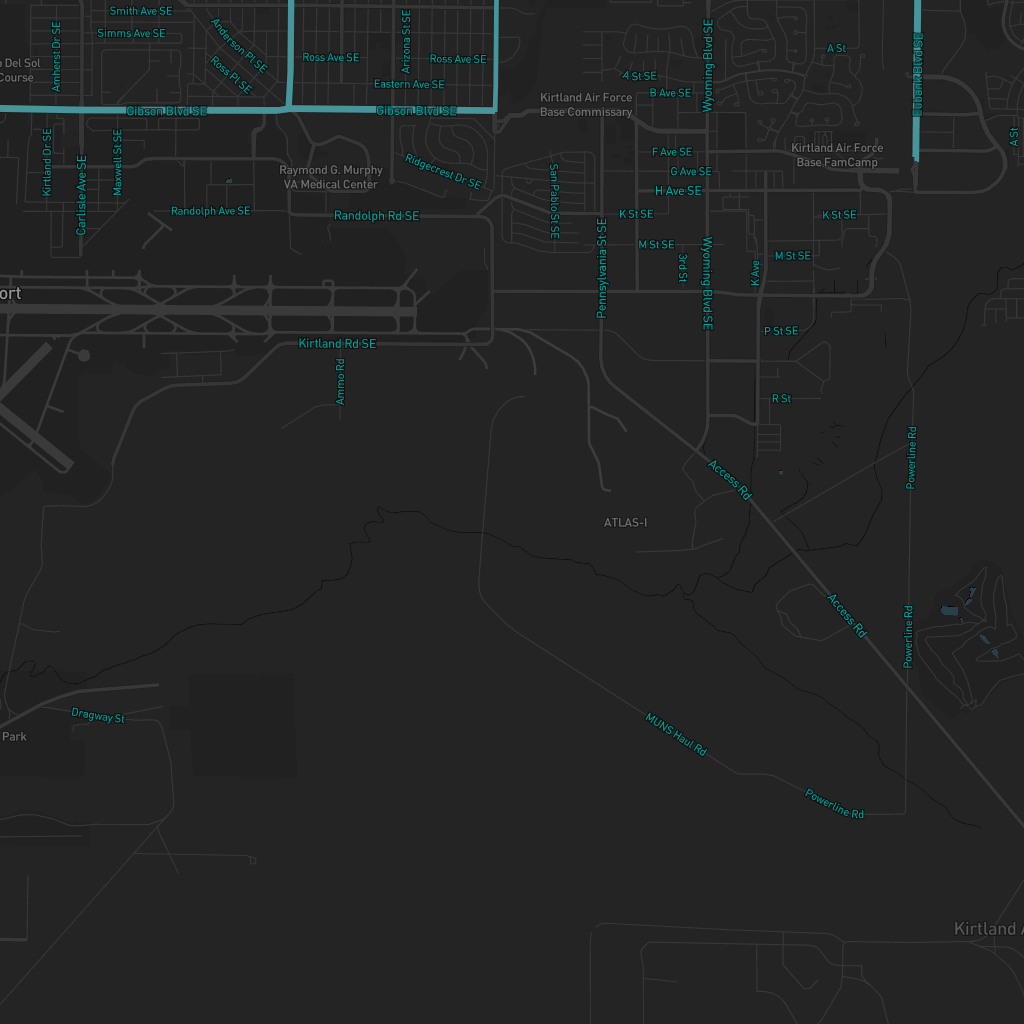 Smith Ave SE
Simms Ave SE
Amherst Dr SE
Anderson Pl SE
Ross Pl SE
Ross Ave SE
Arizona St SE
Ross Ave SE
Eastern Ave SE
Wyoming Blvd SE
A St
4 St SE
B Ave SE
Eubank Blvd SE
Del Sol
Course
Gibson Blvd SE
Gibson Blvd SE
Kirtland Air Force
Base Commissary
A St
Kirtland Dr SE
Carlisle Ave SE
Maxwell St SE
Raymond G. Murphy
VA Medical Center
Ridgecrest Dr SE
San Pablo St SE
F Ave SE
G Ave SE
H Ave SE
Kirtland Air Force
Base FamCamp
Randolph Ave SE
Randolph Rd SE
K St SE
K St SE
Pennsylvania St SE
M St SE
3rd St
Wyoming Blvd SE
K Ave
M St SE
ort
P St SE
Kirtland Rd SE
Ammo Rd
R St
Powerline Rd
Access Rd
ATLAS-I
Access Rd
Powerline Rd
Dragway St
Park
MUNS Haul Rd
Powerline Rd
Kirtland A